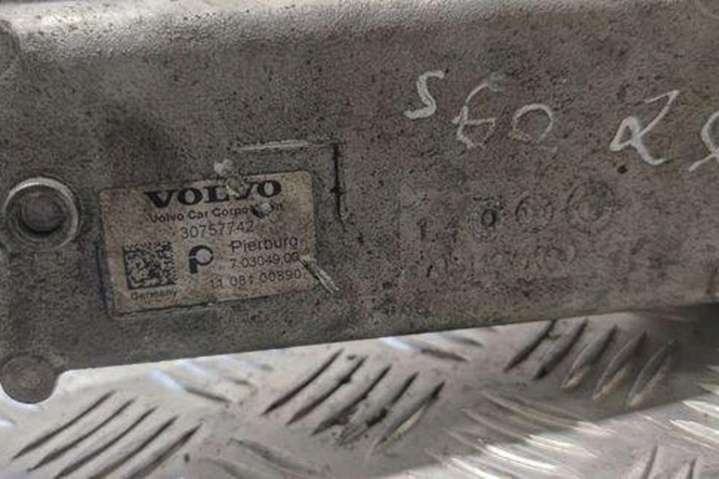 VOLVO
Volvo Car Corporation
30757742
Pierburg
7.03049.00
11 081 00890
Germany
S60